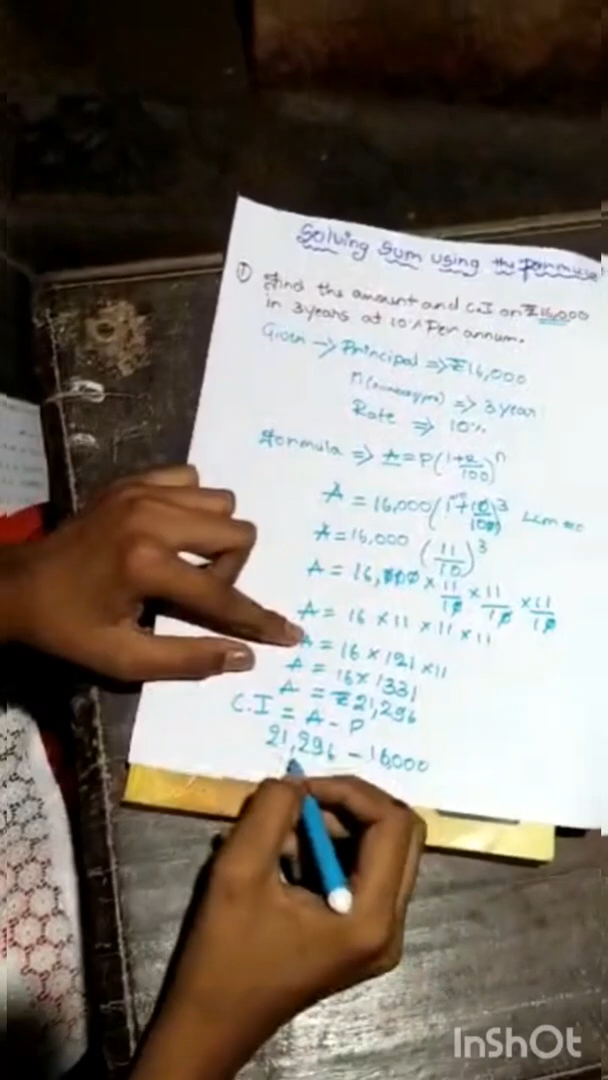 Solving sum using the Formula
① Find the amount and C.I on ₹16,000
in 3 years at 10% Per annum.
Given → Principal ⇒ ₹16,000
n ⇒ 3 year
Rate ⇒ 10%
Formula ⇒ A = P(1+R/100)^n
A = 16,000 (1+10/100)^3
A = 16,000 (11/10)^3
A = 16,000 × 11/10 × 11/10 × 11/10
A = 16 × 11 × 11 × 11
A = 16 × 121 × 11
A = 16 × 1331
A = ₹21,296
C.I = A - P
21,296 - 16,000
InShOt